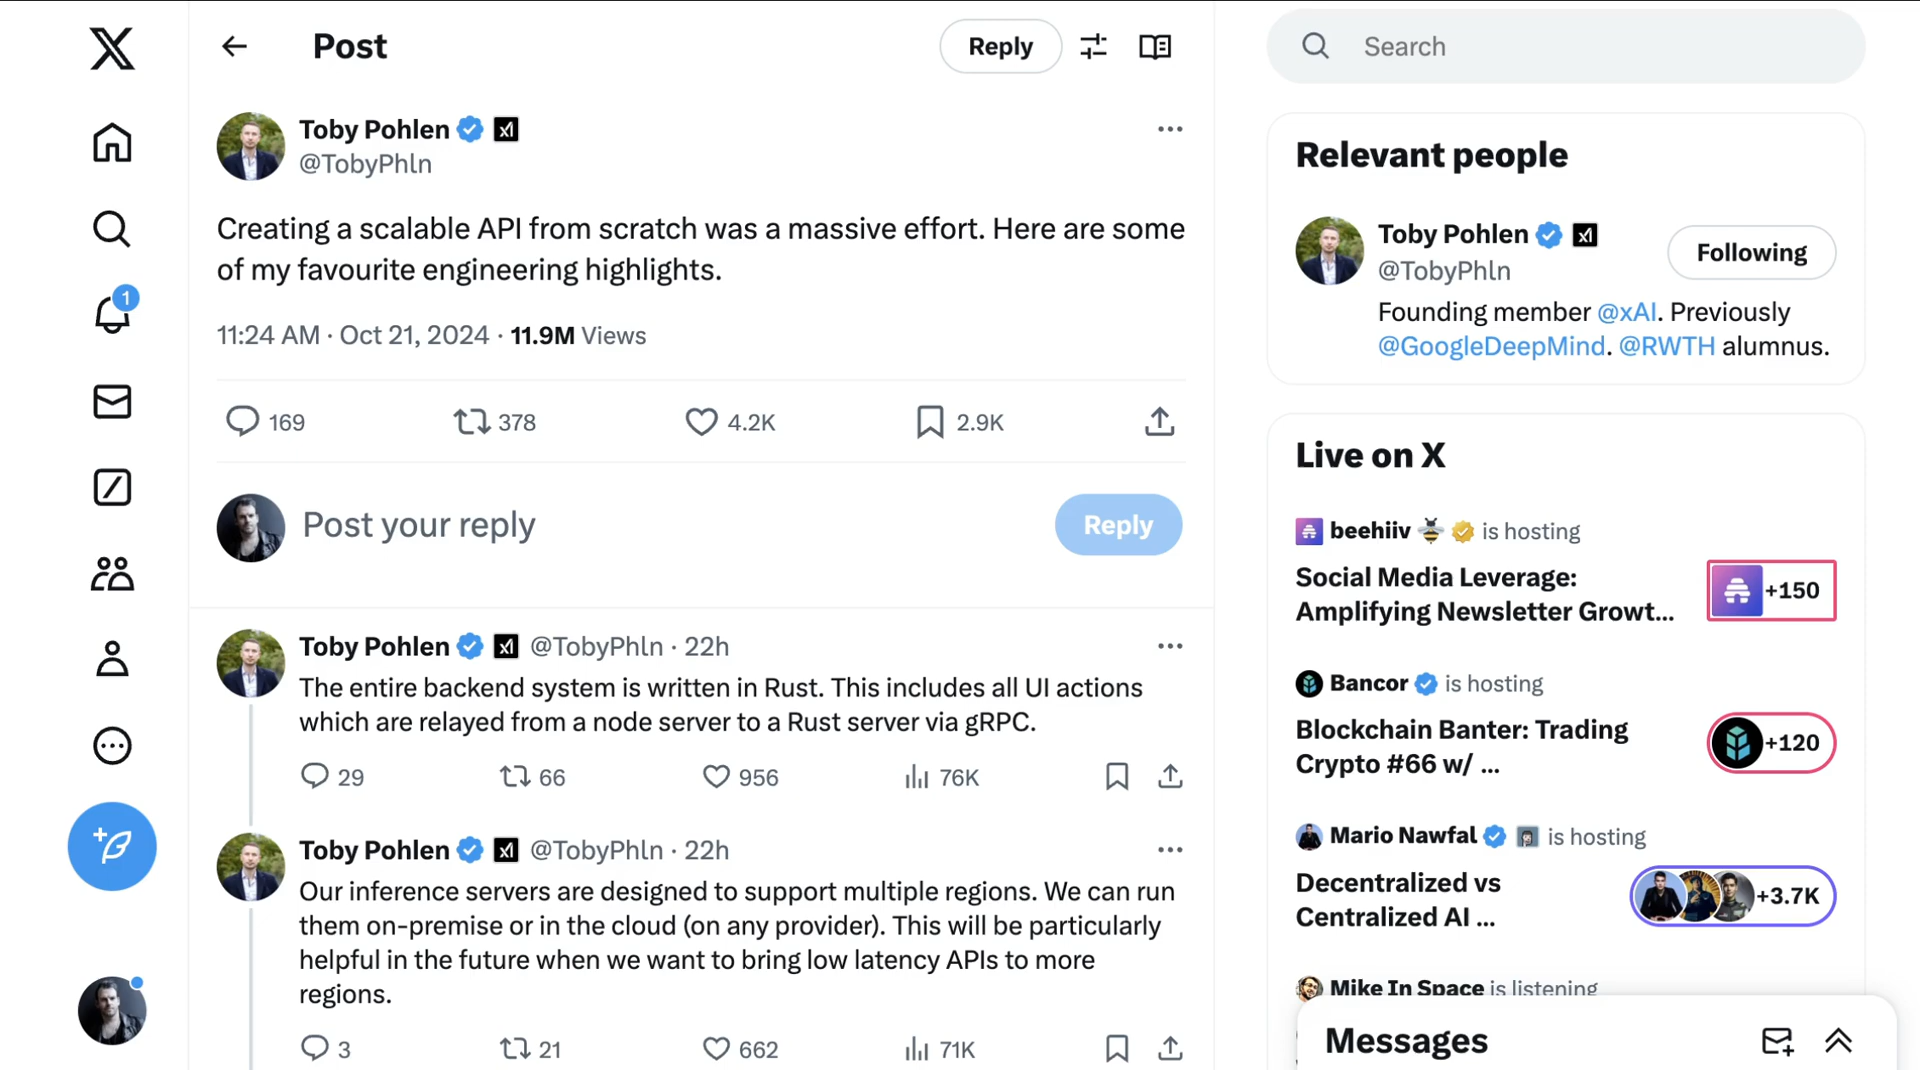 Post
Reply
Search
Toby Pohlen
@TobyPhln
Creating a scalable API from scratch was a massive effort. Here are some
of my favourite engineering highlights.
11:24 AM · Oct 21, 2024 · 11.9M Views
169
378
4.2K
2.9K
Post your reply
Reply
Toby Pohlen @TobyPhln · 22h
The entire backend system is written in Rust. This includes all UI actions
which are relayed from a node server to a Rust server via gRPC.
29
66
956
76K
Toby Pohlen @TobyPhln · 22h
Our inference servers are designed to support multiple regions. We can run
them on-premise or in the cloud (on any provider). This will be particularly
helpful in the future when we want to bring low latency APIs to more
regions.
3
21
662
71K
1
Relevant people
Toby Pohlen
@TobyPhln
Following
Founding member @xAI. Previously
@GoogleDeepMind. @RWTH alumnus.
Live on X
beehiiv is hosting
Social Media Leverage:
Amplifying Newsletter Growt...
+150
Bancor is hosting
Blockchain Banter: Trading
Crypto #66 w/ ...
+120
Mario Nawfal is hosting
Decentralized vs
Centralized AI ...
+3.7K
Mike In Space is listening
Messages